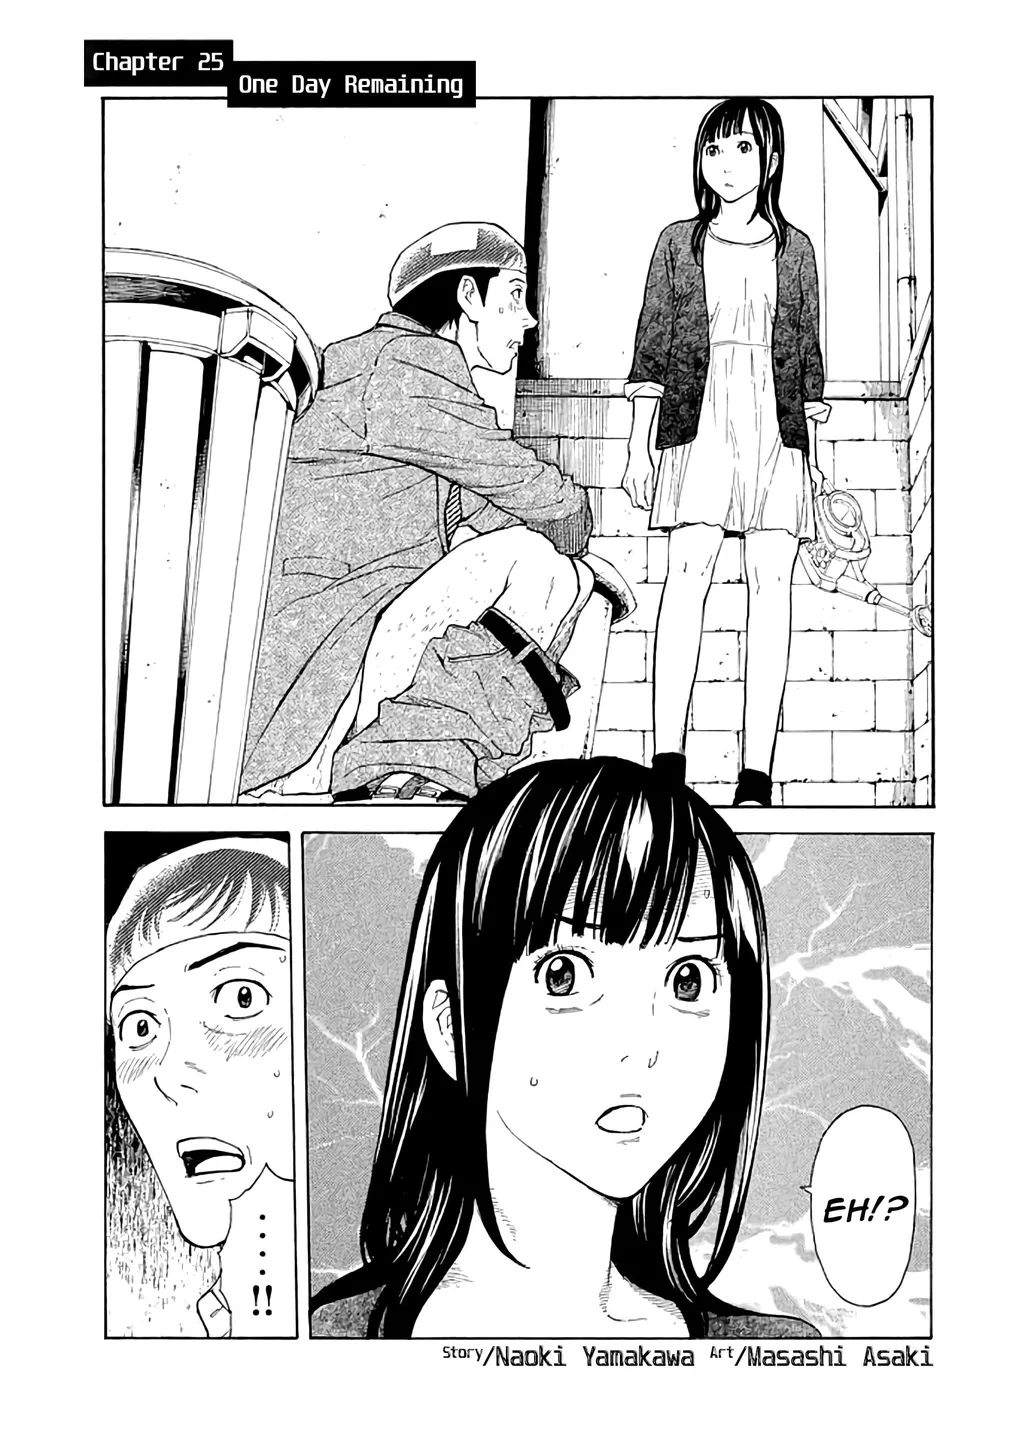 Chapter 25
One Day Remaining
EH!?
....!!
Story/Naoki Yamakawa Art/Masashi Asaki